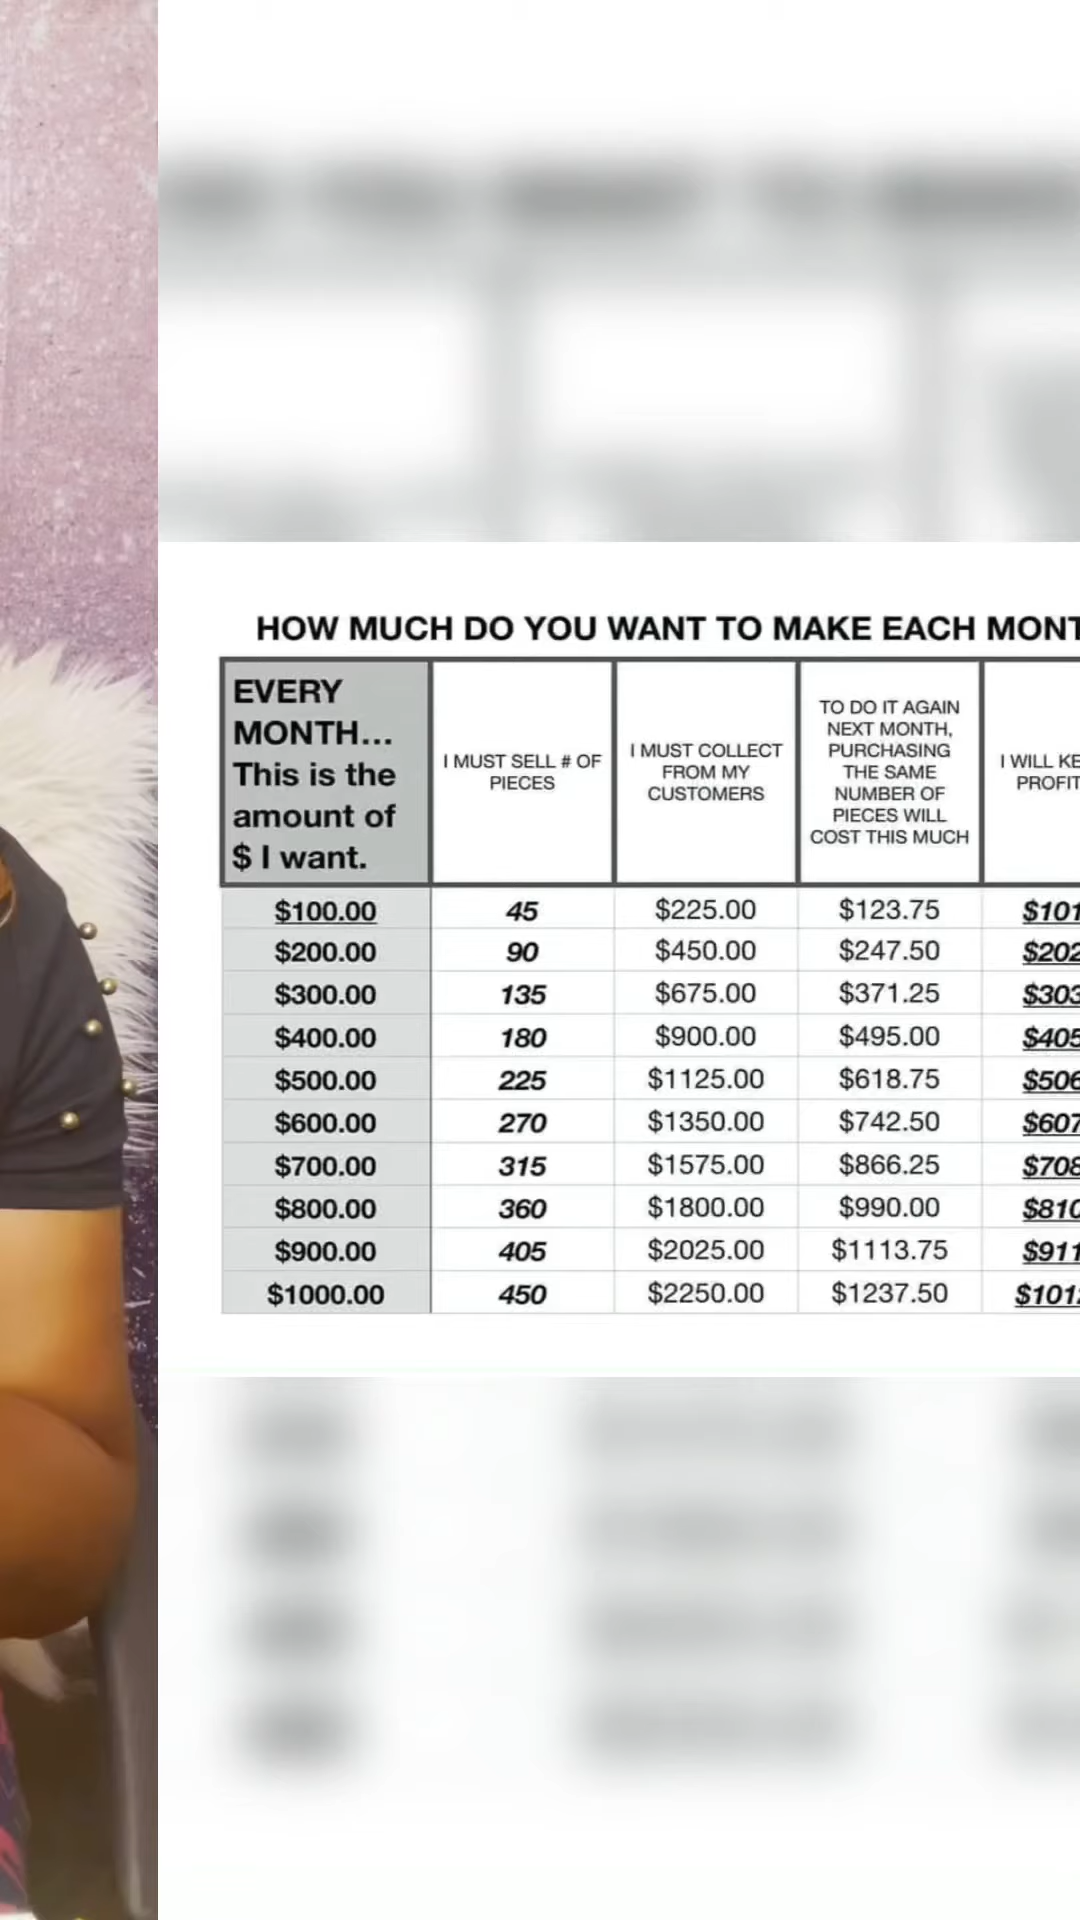 HOW MUCH DO YOU WANT TO MAKE EACH MONT
EVERY
MONTH...
This is the
amount of
$ I want.
I MUST SELL # OF
PIECES
I MUST COLLECT
FROM MY
CUSTOMERS
TO DO IT AGAIN
NEXT MONTH,
PURCHASING
THE SAME
NUMBER OF
PIECES WILL
COST THIS MUCH
I WILL KE
PROFIT
$100.00 45 $225.00 $123.75 $101
$200.00 90 $450.00 $247.50 $202
$300.00 135 $675.00 $371.25 $303
$400.00 180 $900.00 $495.00 $405
$500.00 225 $1125.00 $618.75 $506
$600.00 270 $1350.00 $742.50 $607
$700.00 315 $1575.00 $866.25 $708
$800.00 360 $1800.00 $990.00 $810
$900.00 405 $2025.00 $1113.75 $911
$1000.00 450 $2250.00 $1237.50 $101